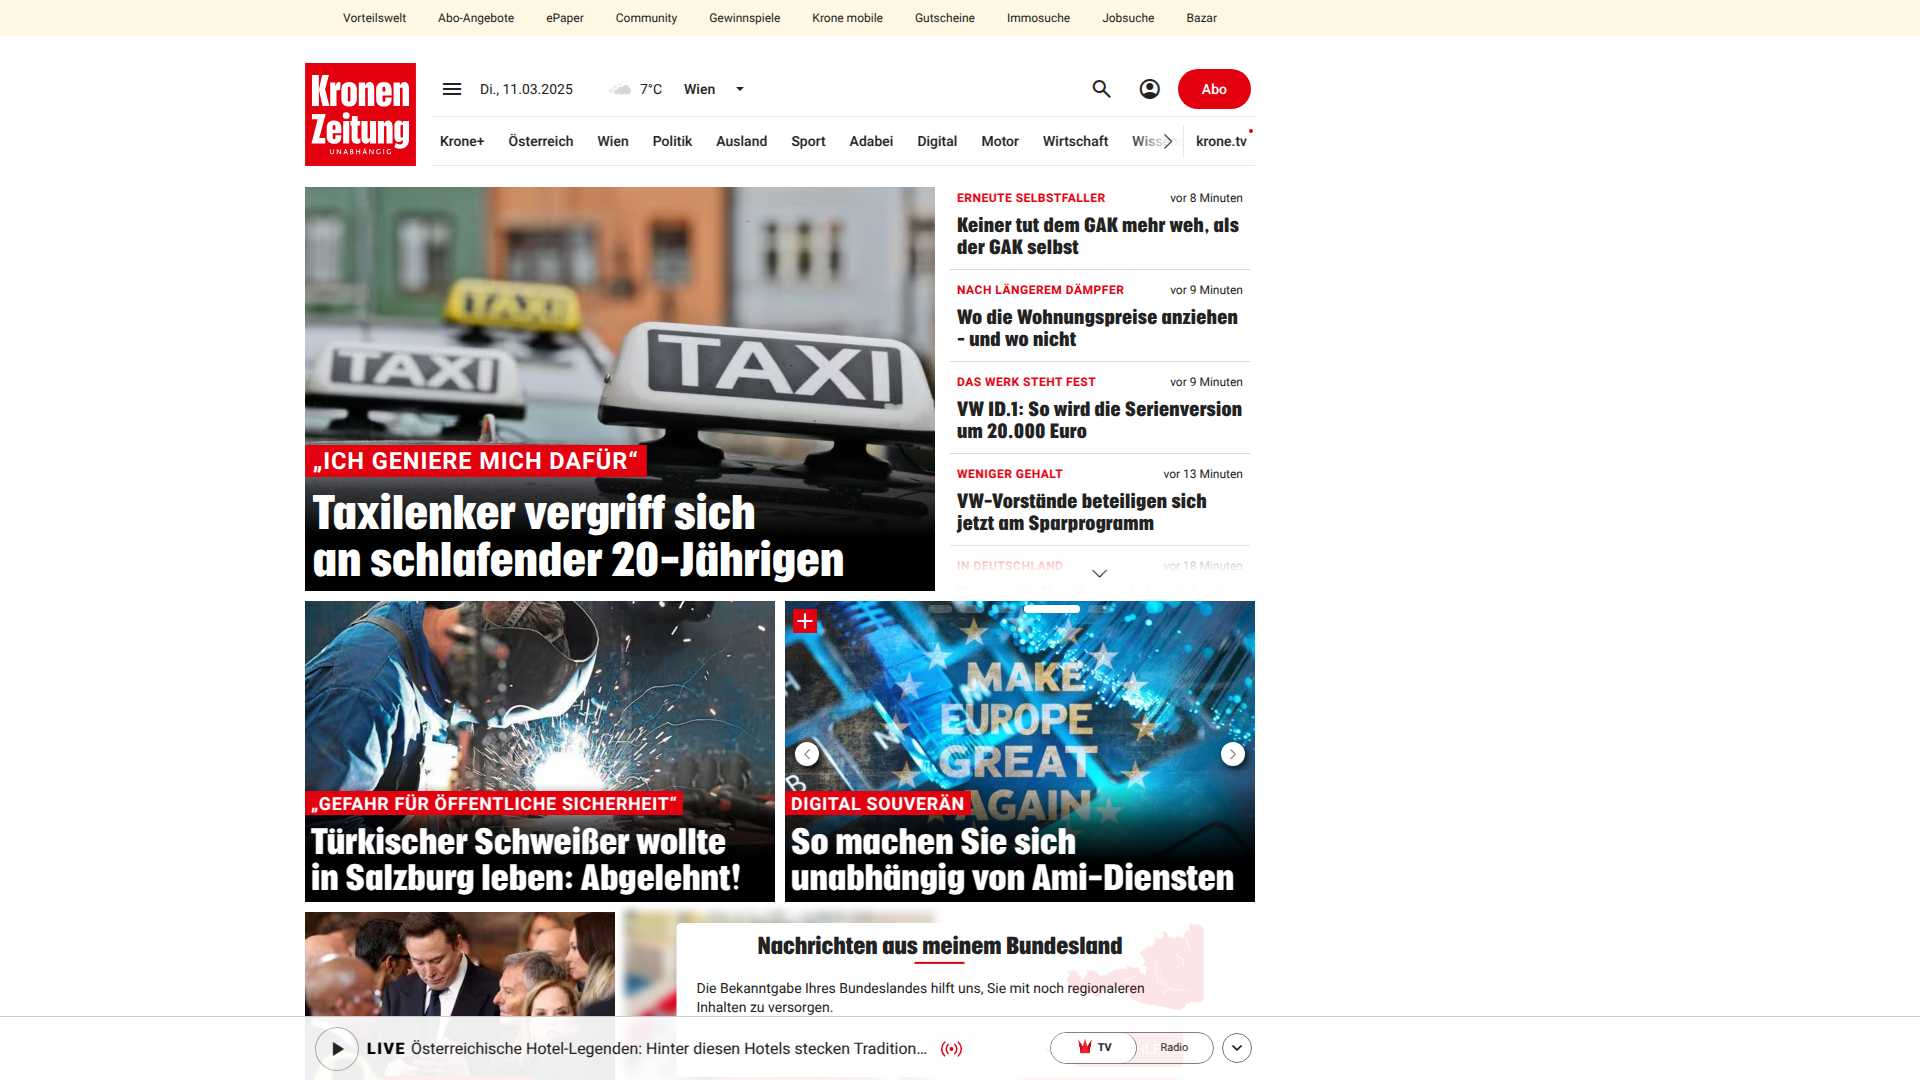 Vorteilswelt Abo-Angebote ePaper Community Gewinnspiele Krone mobile Gutscheine Immosuche Jobsuche Bazar
Kronen
Zeitung
UNABHÄNGIG
Di., 11.03.2025 7°C Wien
Abo
Krone+ Österreich Wien Politik Ausland Sport Adabei Digital Motor Wirtschaft krone.tv
TAXI
TAXI
TAXI
„ICH GENIERE MICH DAFÜR“
Taxilenker vergriff sich
an schlafender 20-Jährigen
ERNEUTE SELBSTFALLER vor 8 Minuten
Keiner tut dem GAK mehr weh, als
der GAK selbst
NACH LÄNGEREM DÄMPFER vor 9 Minuten
Wo die Wohnungspreise anziehen
- und wo nicht
DAS WERK STEHT FEST vor 9 Minuten
VW ID.1: So wird die Serienversion
um 20.000 Euro
WENIGER GEHALT vor 13 Minuten
VW-Vorstände beteiligen sich
jetzt am Sparprogramm
IN DEUTSCHLAND vor 18 Minuten
„GEFAHR FÜR ÖFFENTLICHE SICHERHEIT“
Türkischer Schweißer wollte
in Salzburg leben: Abgelehnt!
MAKE
EUROPE
GREAT
AGAIN
DIGITAL SOUVERÄN
So machen Sie sich
unabhängig von Ami-Diensten
Nachrichten aus meinem Bundesland
Die Bekanntgabe Ihres Bundeslandes hilft uns, Sie mit noch regionaleren
Inhalten zu versorgen.
LIVE Österreichische Hotel-Legenden: Hinter diesen Hotels stecken Tradition...
TV Radio